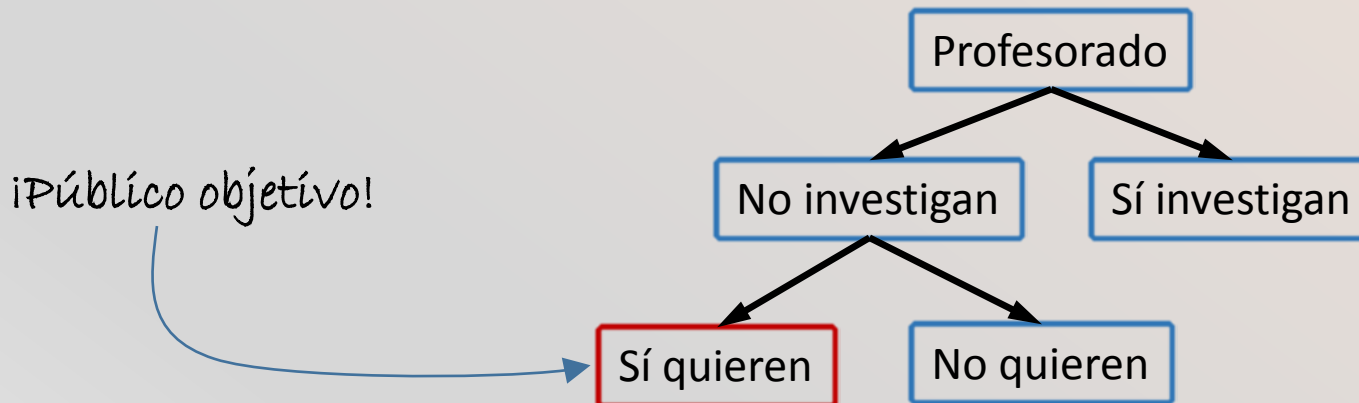 Profesorado
¡Público objetivo!
No investigan
Sí investigan
Sí quieren
No quieren